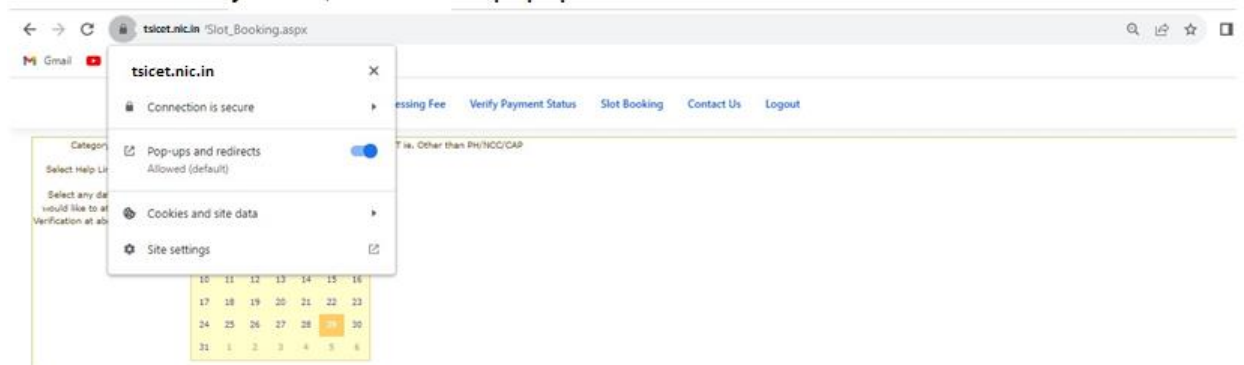 tsicet.nic.in /Slot_Booking.aspx
Gmail
tsicet.nic.in
Connection is secure
essing Fee Verify Payment Status Slot Booking Contact Us Logout
Category T ie. Other than PH/NCC/CAP
Pop-ups and redirects
Allowed (default)
Select Help Lin
Select any da
would like to at
Verification at ab
Cookies and site data
Site settings
10 11 12 13 14 15 16
17 18 19 20 21 22 23
24 25 26 27 28 29 30
31 1 2 3 4 5 6